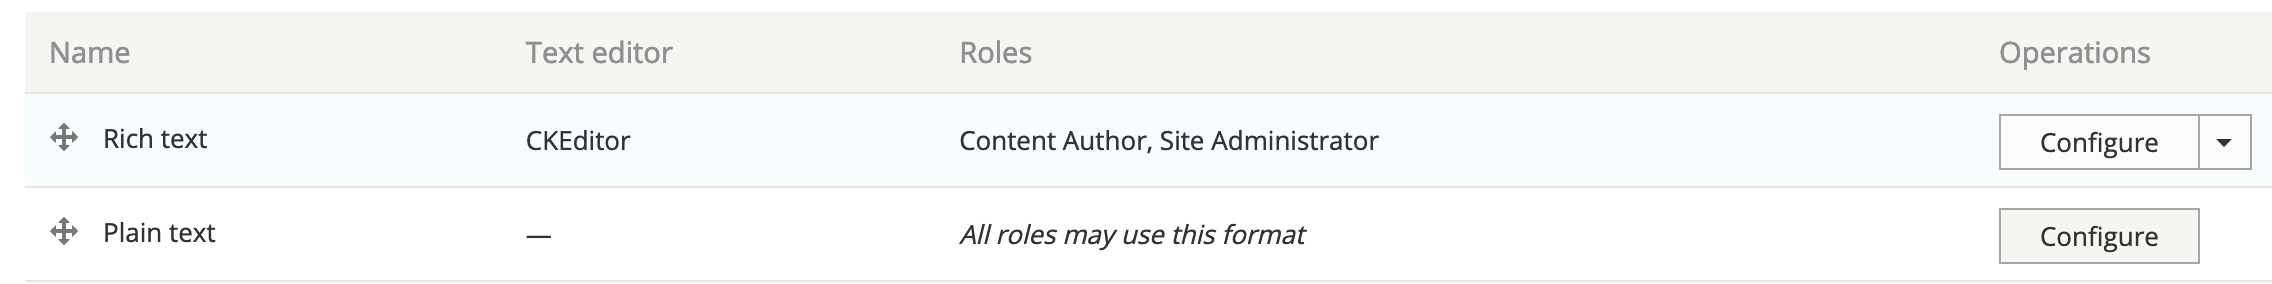 Name Text editor Roles Operations
Rich text CKEditor Content Author, Site Administrator Configure
Plain text — All roles may use this format Configure